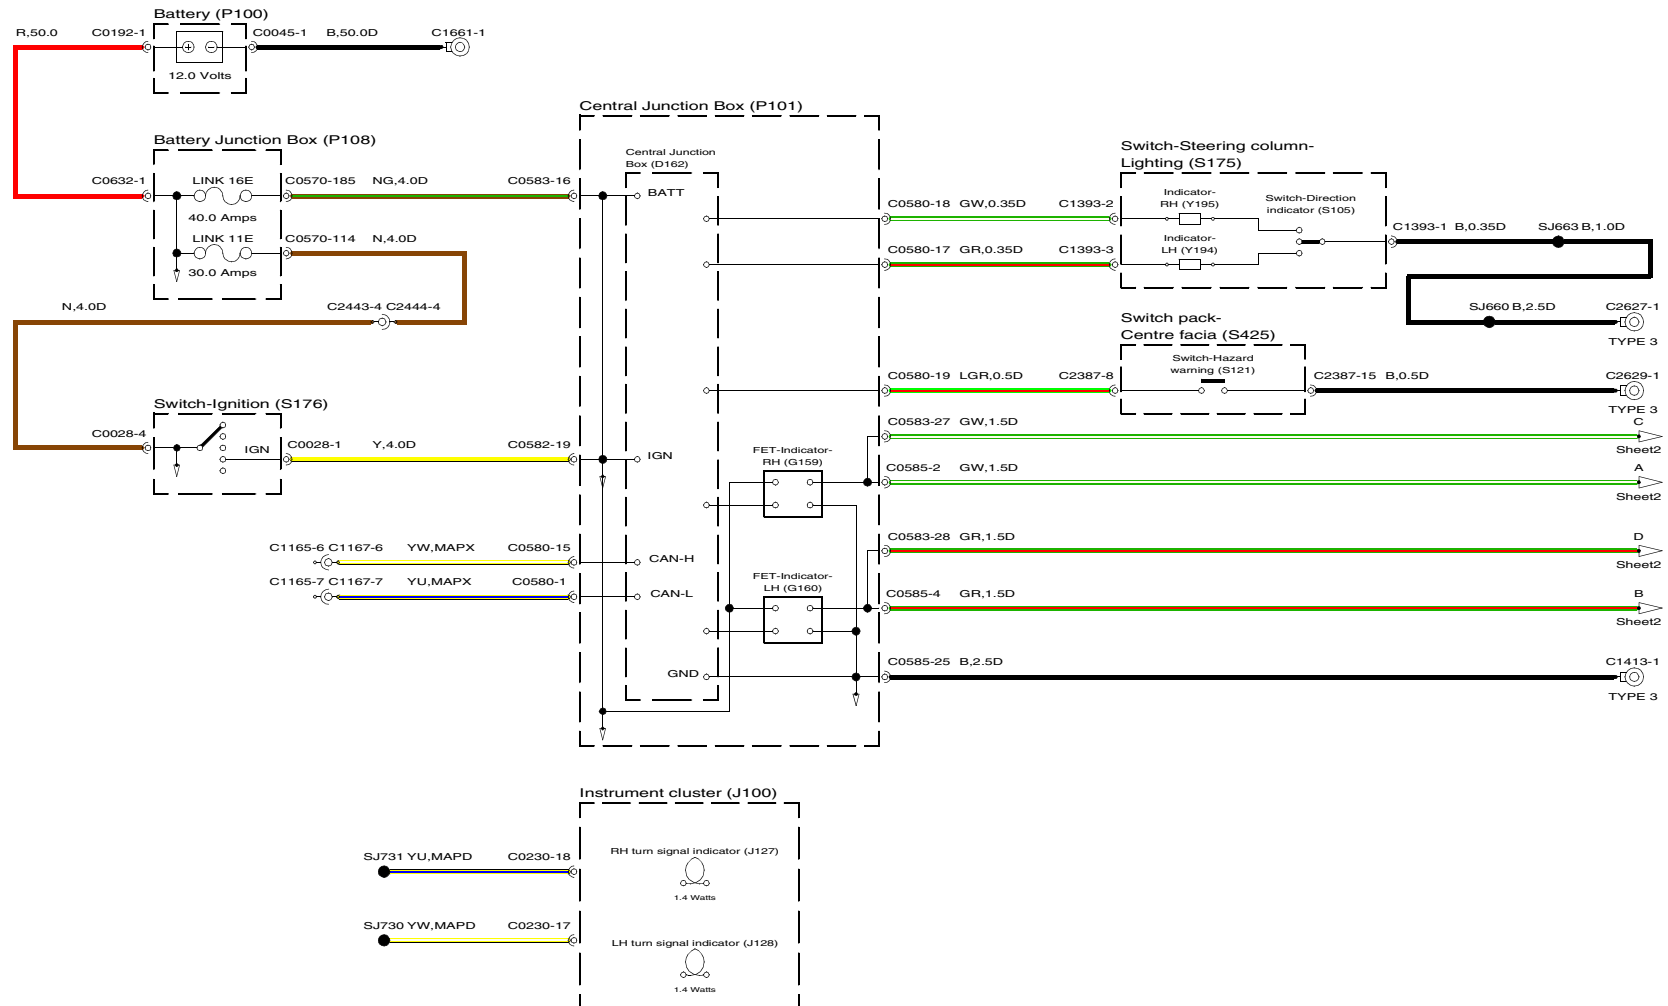 Battery (P100)
R,50.0 C0192-1 C0045-1 B,50.0D C1661-1
12.0 Volts
Battery Junction Box (P108)
C0632-1 LINK 16E C0570-185 NG,4.0D C0583-16
40.0 Amps
LINK 11E C0570-114 N,4.0D
30.0 Amps
N,4.0D C2443-4 C2444-4
Switch-Ignition (S176)
C0028-4 IGN C0028-1 Y,4.0D C0582-19
C1165-6 C1167-6 YW,MAPX C0580-15
C1165-7 C1167-7 YU,MAPX C0580-1
Central Junction Box (P101)
Central Junction
Box (D162)
BATT
IGN
CAN-H
CAN-L
GND
FET-Indicator-
RH (G159)
FET-Indicator-
LH (G160)
C0580-18 GW,0.35D C1393-2
C0580-17 GR,0.35D C1393-3
Switch-Steering column-
Lighting (S175)
Indicator-
RH (Y195)
Switch-Direction
indicator (S105)
Indicator-
LH (Y194)
C1393-1 B,0.35D SJ663 B,1.0D
SJ660 B,2.5D C2627-1
TYPE 3
Switch pack-
Centre facia (S425)
Switch-Hazard
warning (S121)
C0580-19 LGR,0.5D C2387-8 C2387-15 B,0.5D C2629-1
TYPE 3
C0583-27 GW,1.5D C
Sheet2
C0585-2 GW,1.5D A
Sheet2
C0583-28 GR,1.5D D
Sheet2
C0585-4 GR,1.5D B
Sheet2
C0585-25 B,2.5D C1413-1
TYPE 3
Instrument cluster (J100)
SJ731 YU,MAPD C0230-18
RH turn signal indicator (J127)
1.4 Watts
SJ730 YW,MAPD C0230-17
LH turn signal indicator (J128)
1.4 Watts